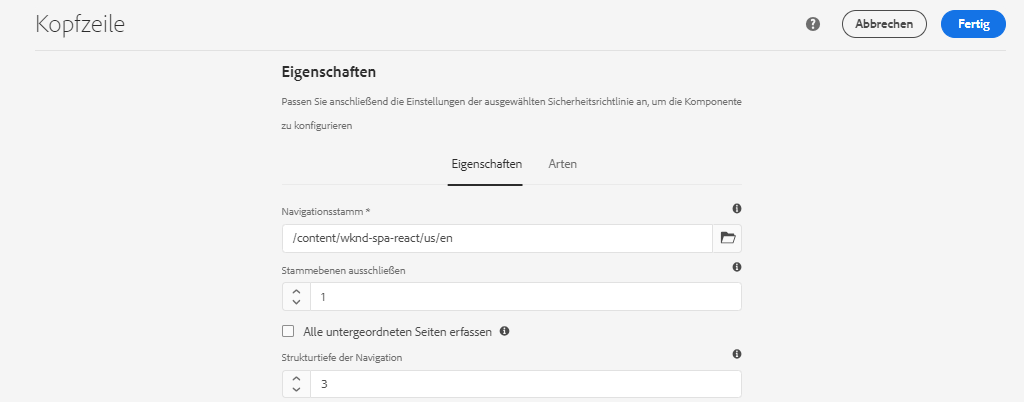 Kopfzeile
Abbrechen
Fertig
Eigenschaften
Passen Sie anschließend die Einstellungen der ausgewählten Sicherheitsrichtlinie an, um die Komponente
zu konfigurieren
Eigenschaften Arten
Navigationsstamm *
/content/wknd-spa-react/us/en
Stammebenen ausschließen
1
Alle untergeordneten Seiten erfassen
Strukturtiefe der Navigation
3